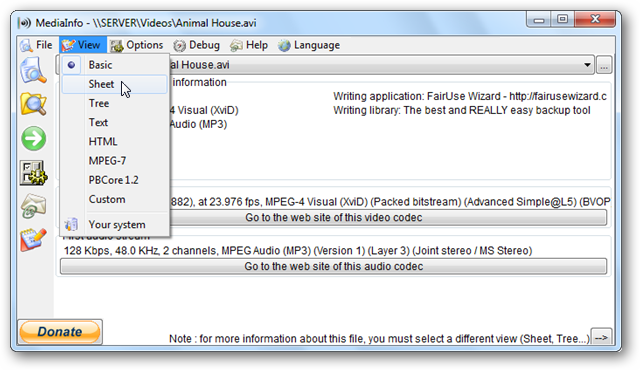 MediaInfo - \\SERVER\Videos\Animal House.avi
File View Options Debug Help Language
Basic
Sheet
Tree
Text
HTML
MPEG-7
PBCore 1.2
Custom
Your system
al House.avi
...
information
Writing application: FairUse Wizard - http://fairusewizard.c
4 Visual (XviD)
Writing library: The best and REALLY easy backup tool
Audio (MP3)
882), at 23.976 fps, MPEG-4 Visual (XviD) (Packed bitstream) (Advanced Simple@L5) (BVOP
Go to the web site of this video codec
First audio stream
128 Kbps, 48.0 KHz, 2 channels, MPEG Audio (MP3) (Version 1) (Layer 3) (Joint stereo / MS Stereo)
Go to the web site of this audio codec
Donate
Note : for more information about this file, you must select a different view (Sheet, Tree...)
-->